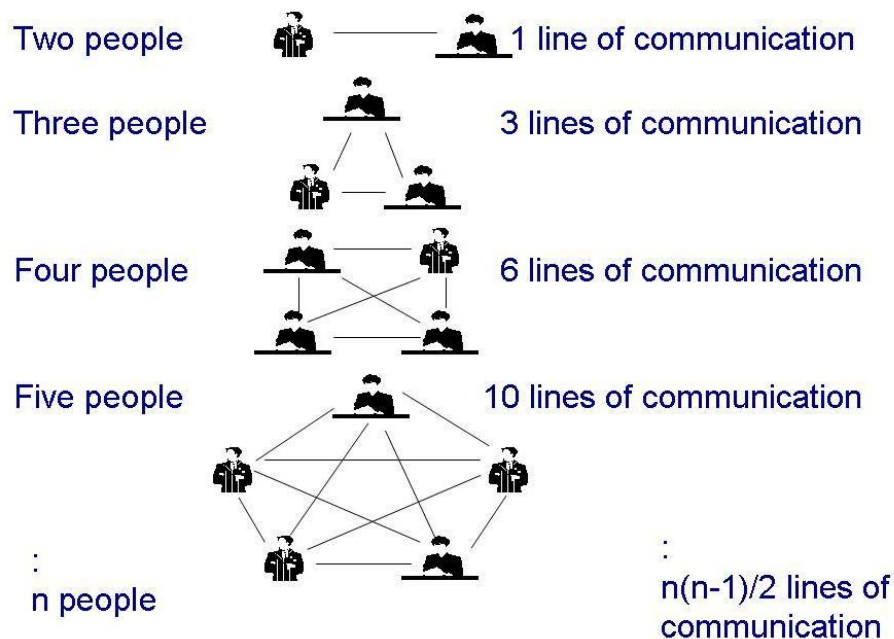 Two people
1 line of communication
Three people
3 lines of communication
Four people
6 lines of communication
Five people
10 lines of communication
:
n people
:
n(n-1)/2 lines of
communication